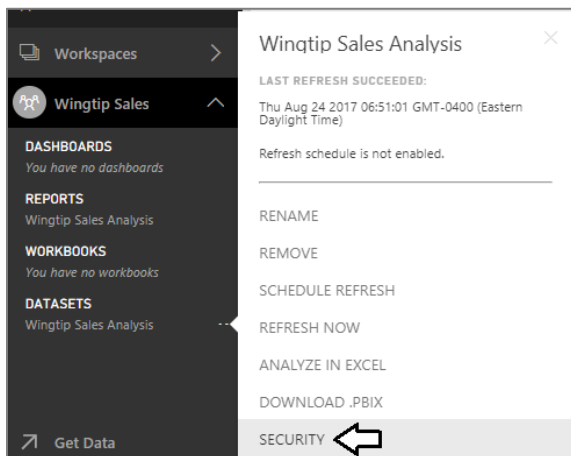 Workspaces
Wingtip Sales
DASHBOARDS
You have no dashboards
REPORTS
Wingtip Sales Analysis
WORKBOOKS
You have no workbooks
DATASETS
Wingtip Sales Analysis
Get Data
Wingtip Sales Analysis
LAST REFRESH SUCCEEDED:
Thu Aug 24 2017 06:51:01 GMT-0400 (Eastern
Daylight Time)
Refresh schedule is not enabled.
RENAME
REMOVE
SCHEDULE REFRESH
REFRESH NOW
ANALYZE IN EXCEL
DOWNLOAD .PBIX
SECURITY